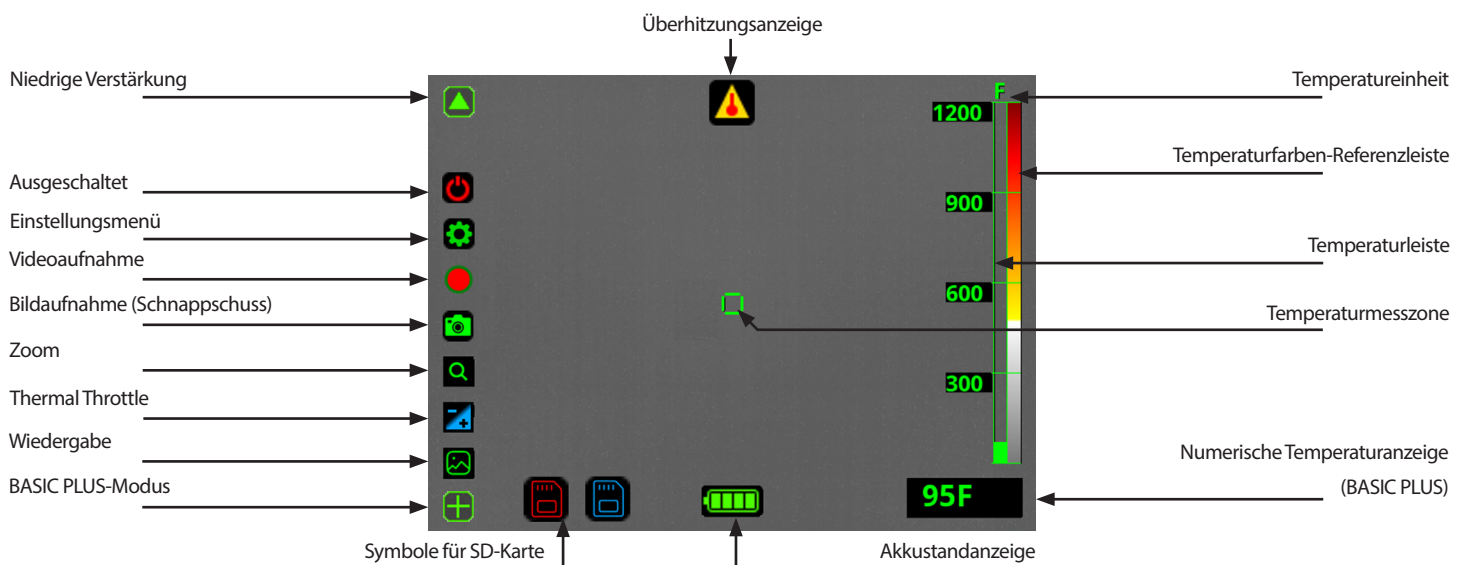 Überhitzungsanzeige
Niedrige Verstärkung
Temperatureinheit
F
1200
Temperaturfarben-Referenzleiste
Ausgeschaltet
900
Einstellungsmenü
Temperaturleiste
Videoaufnahme
600
Bildaufnahme (Schnappschuss)
Temperaturmesszone
Zoom
300
Thermal Throttle
Wiedergabe
Numerische Temperaturanzeige
(BASIC PLUS)
BASIC PLUS-Modus
95F
Symbole für SD-Karte
Akkustandanzeige